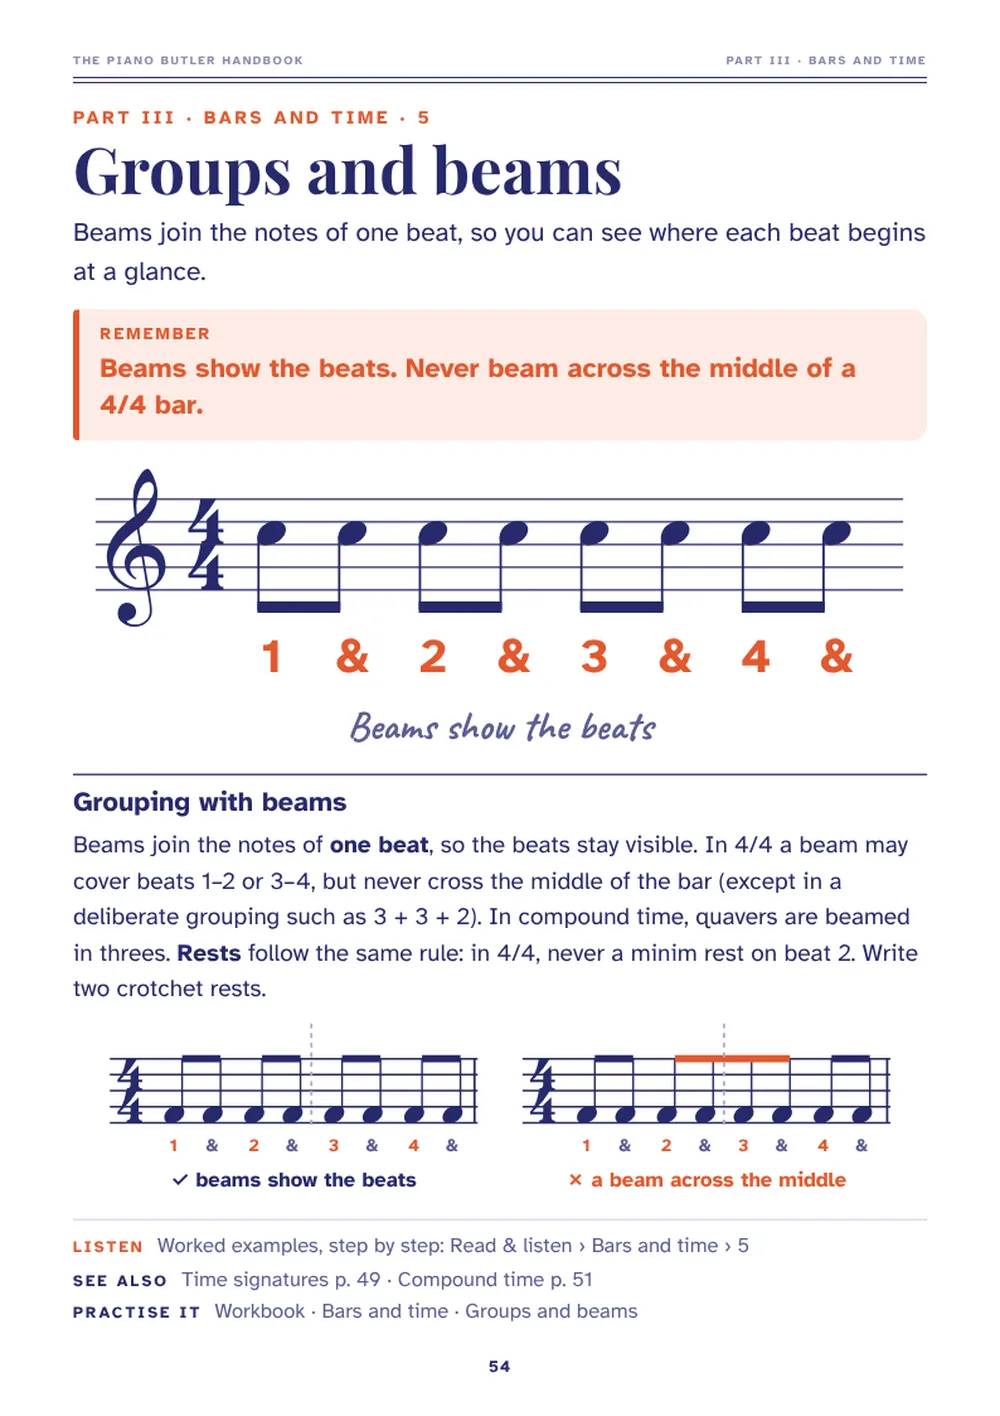 THE PIANO BUTLER HANDBOOK
PART III · BARS AND TIME
PART III · BARS AND TIME · 5
Groups and beams
Beams join the notes of one beat, so you can see where each beat begins
at a glance.
REMEMBER
Beams show the beats. Never beam across the middle of a
4/4 bar.
4
4
1 & 2 & 3 & 4 &
Beams show the beats
Grouping with beams
Beams join the notes of one beat, so the beats stay visible. In 4/4 a beam may
cover beats 1–2 or 3–4, but never cross the middle of the bar (except in a
deliberate grouping such as 3 + 3 + 2). In compound time, quavers are beamed
in threes. Rests follow the same rule: in 4/4, never a minim rest on beat 2. Write
two crotchet rests.
4
4
1 & 2 & 3 & 4 &
✓ beams show the beats
4
4
1 & 2 & 3 & 4 &
× a beam across the middle
LISTEN Worked examples, step by step: Read & listen › Bars and time › 5
SEE ALSO Time signatures p. 49 · Compound time p. 51
PRACTISE IT Workbook · Bars and time · Groups and beams
54